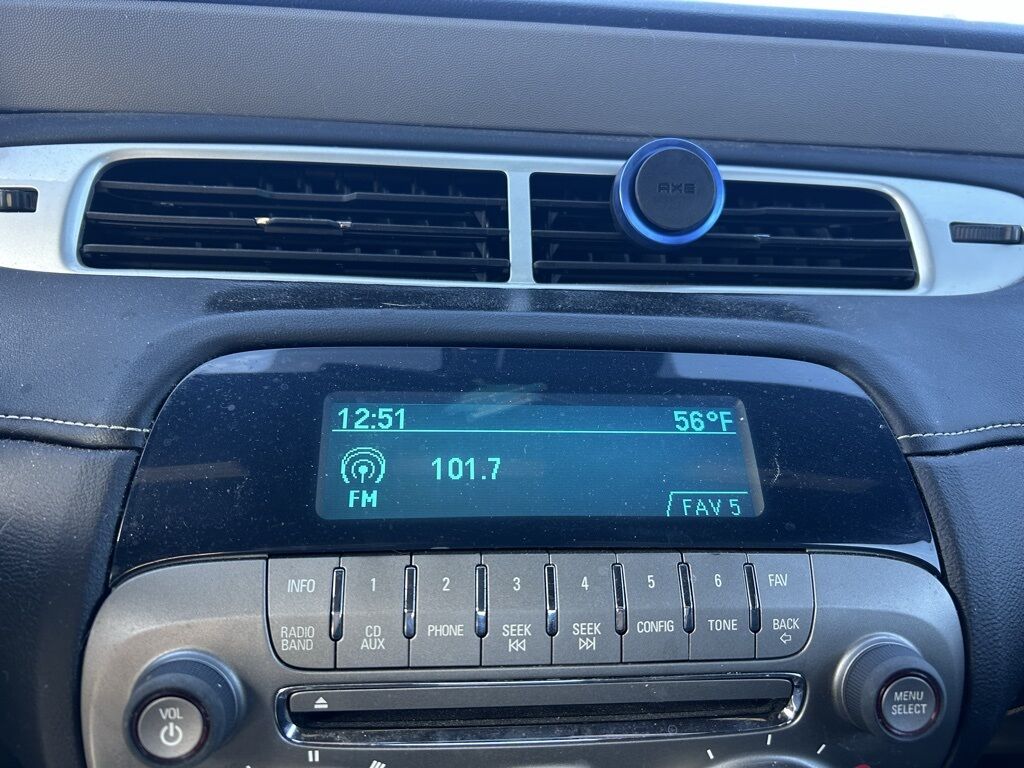 AXE
12:51 56°F
101.7
FM
FAV 5
INFO 1 2 3 4 5 6 FAV
RADIO BAND CD AUX PHONE SEEK SEEK CONFIG TONE BACK
VOL
MENU SELECT